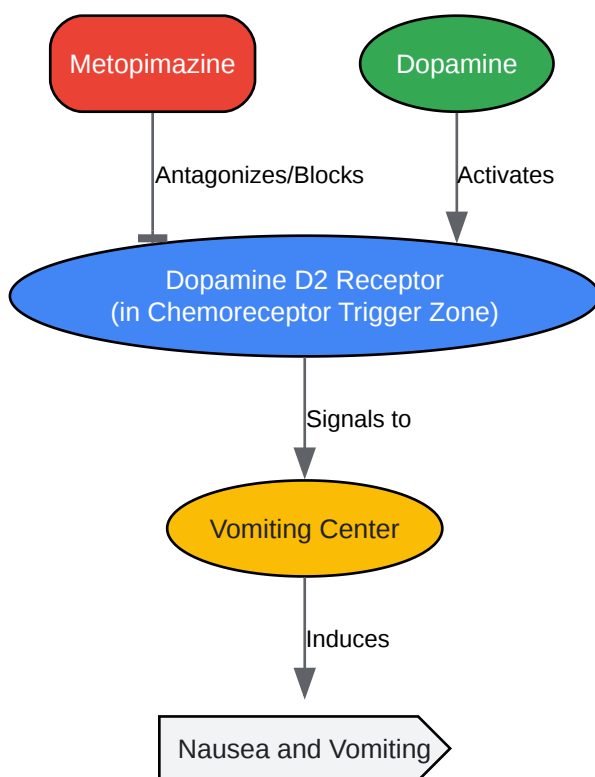 Metopimazine
Dopamine
Antagonizes/Blocks
Activates
Dopamine D2 Receptor
(in Chemoreceptor Trigger Zone)
Signals to
Vomiting Center
Induces
Nausea and Vomiting